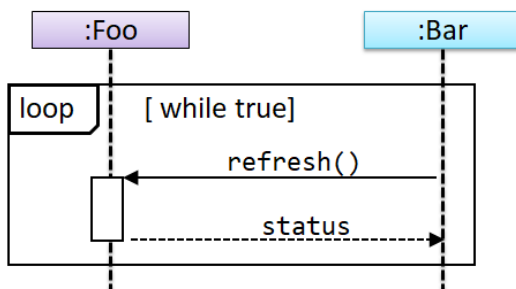 :Foo
:Bar
loop
[ while true]
refresh()
status